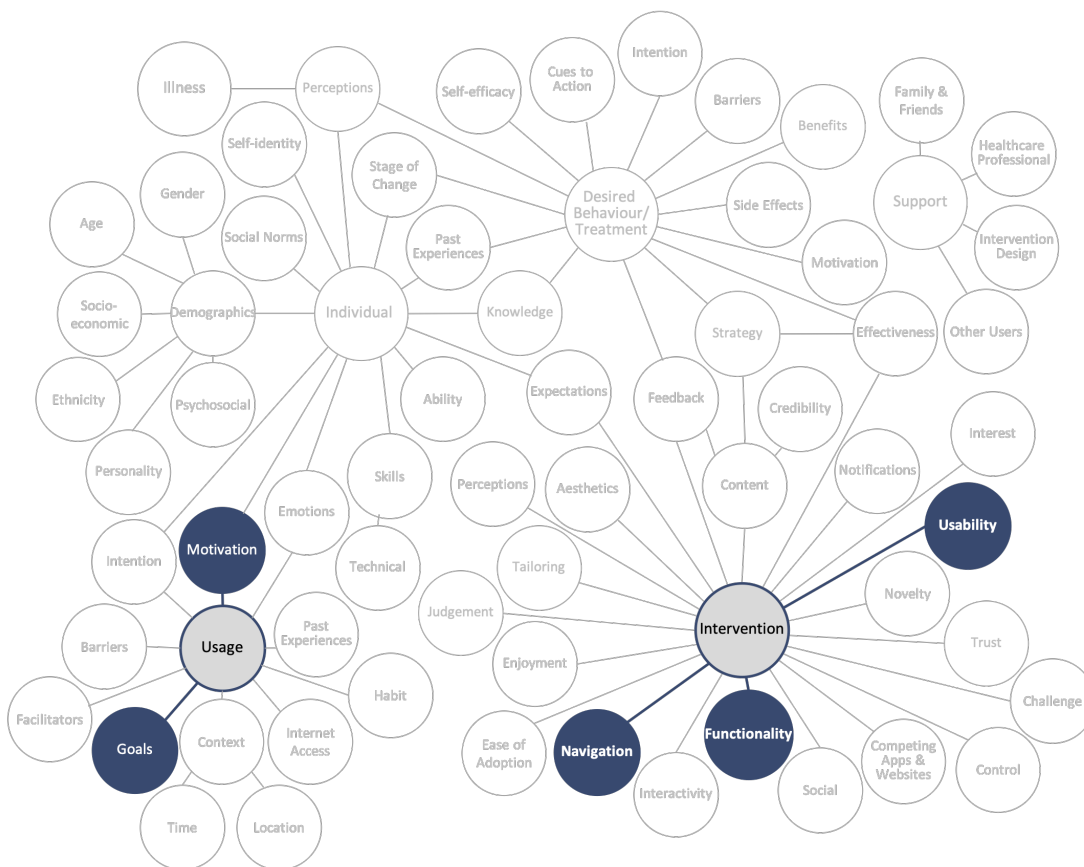 Intention
Cues to
Action
Self-efficacy
Illness
Perceptions
Barriers
Family &
Friends
Benefits
Self-identity
Healthcare
Professional
Stage of
Change
Gender
Desired
Behaviour/
Treatment
Side Effects
Support
Age
Social Norms
Past
Experiences
Intervention
Design
Motivation
Socio-
economic
Demographics
Individual
Knowledge
Strategy
Effectiveness
Other Users
Ethnicity
Psychosocial
Ability
Expectations
Feedback
Credibility
Interest
Personality
Skills
Perceptions
Aesthetics
Content
Notifications
Emotions
Usability
Motivation
Intention
Technical
Tailoring
Novelty
Judgement
Intervention
Past
Experiences
Barriers
Usage
Trust
Enjoyment
Habit
Challenge
Facilitators
Goals
Context
Internet
Access
Ease of
Adoption
Navigation
Functionality
Competing
Apps &
Websites
Control
Interactivity
Social
Time
Location